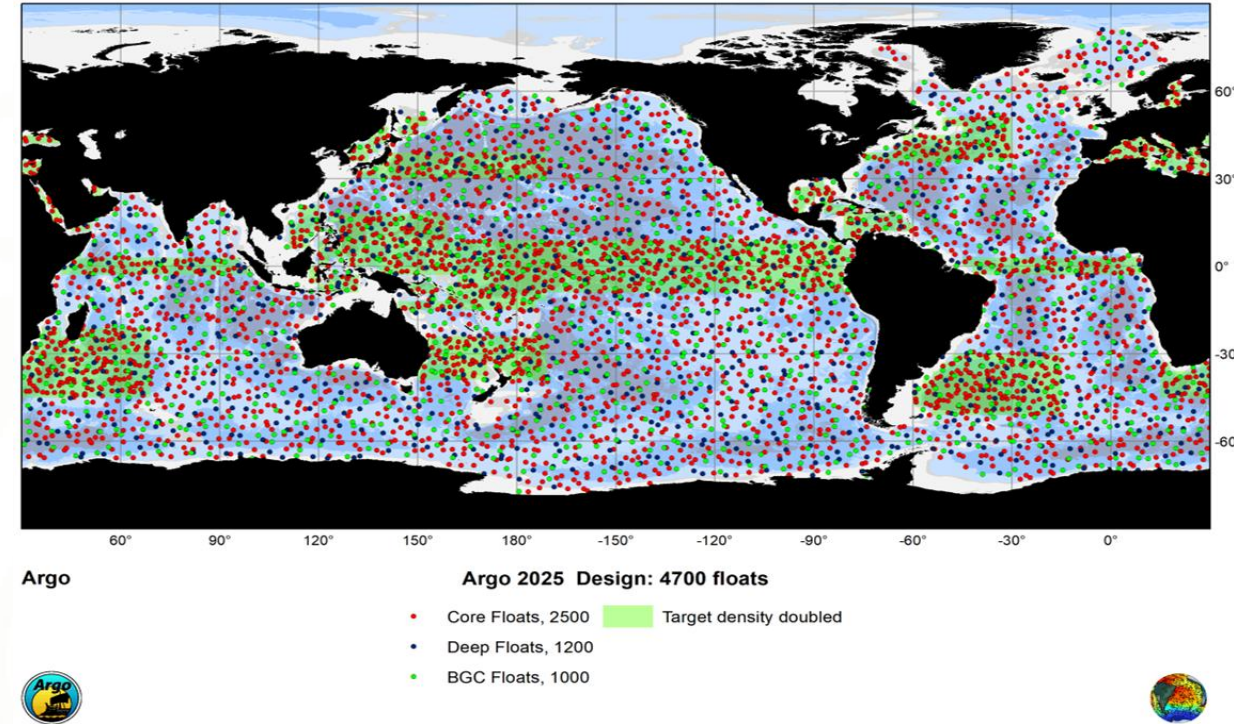 60°
30°
0°
-30°
-60°
60° 90° 120° 150° 180° -150° -120° -90° -60° -30° 0°
Argo
Argo 2025 Design: 4700 floats
Core Floats, 2500 Target density doubled
Deep Floats, 1200
BGC Floats, 1000
Argo